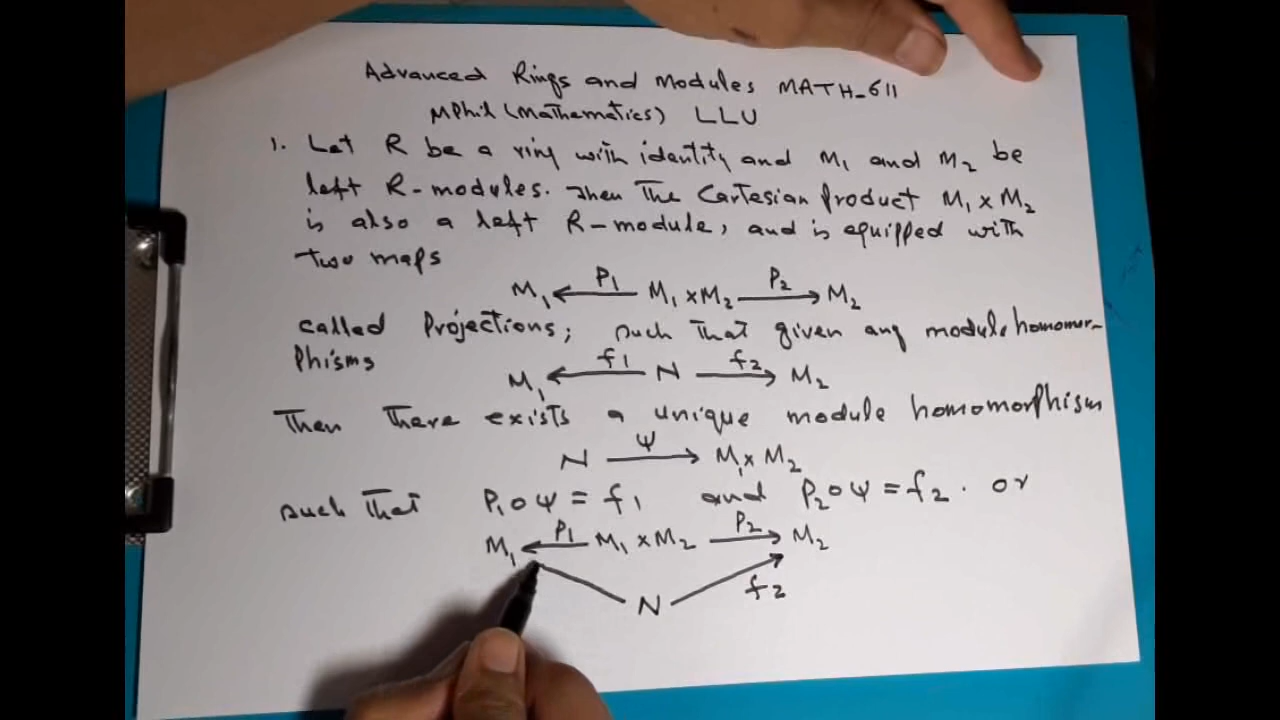 Advanced Rings and Modules MATH-611
MPhil (Mathematics) LLU
1. Let R be a ring with identity and M₁ and M₂ be
left R-modules. Then The Cartesian Product M₁ × M₂
is also a left R-module, and is equipped with
two maps
M₁ ←P₁— M₁ × M₂ —P₂→ M₂
called Projections; such that given any module homomor-
phisms
M₁ ←f₁— N —f₂→ M₂
Then there exists a unique module homomorphism
N —ψ→ M₁ × M₂
such that P₁∘ψ = f₁ and P₂∘ψ = f₂. or
M₁ ←P₁— M₁ × M₂ —P₂→ M₂
N f₂